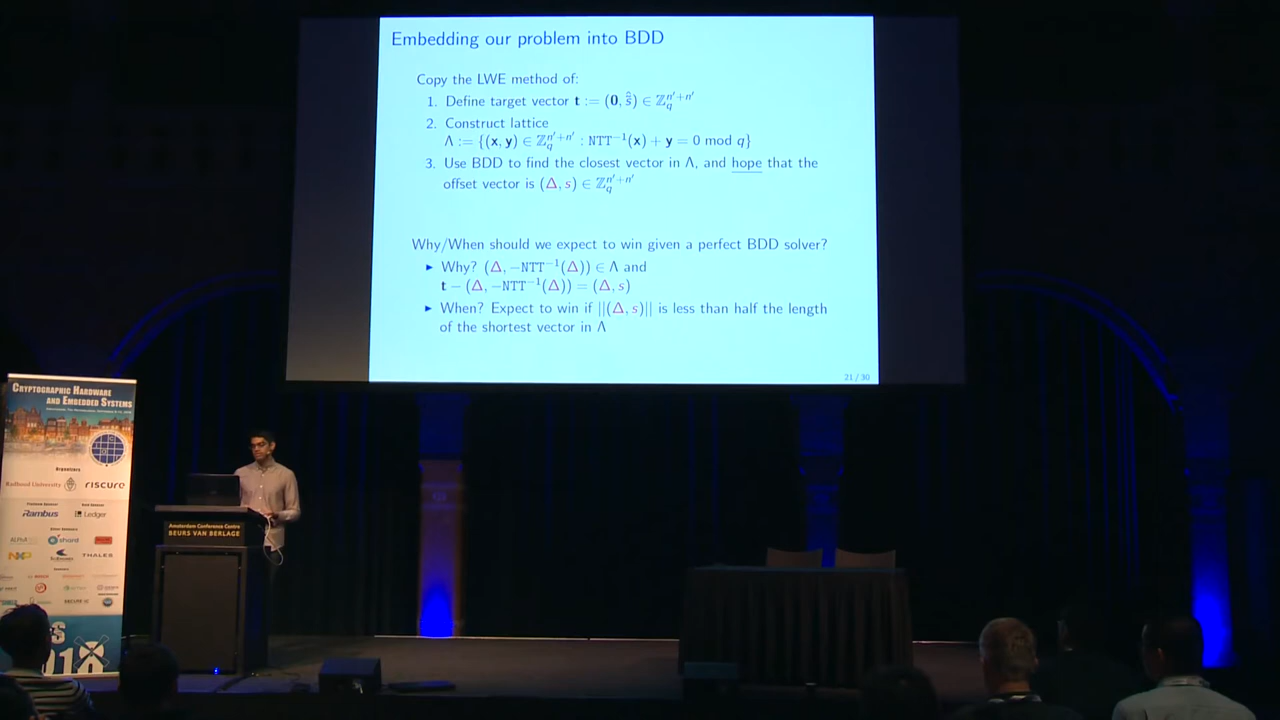 Embedding our problem into BDD
Copy the LWE method of:
1. Define target vector t := (0, ŝ̂) ∈ ℤ_q^{n′+n′}
2. Construct lattice
Λ := {(x, y) ∈ ℤ_q^{n′+n′} : NTT⁻¹(x) + y = 0 mod q}
3. Use BDD to find the closest vector in Λ, and hope that the
offset vector is (Δ, s) ∈ ℤ_q^{n′+n′}
Why/When should we expect to win given a perfect BDD solver?
▶ Why? (Δ, −NTT⁻¹(Δ)) ∈ Λ and
t − (Δ, −NTT⁻¹(Δ)) = (Δ, s)
▶ When? Expect to win if ||(Δ, s)|| is less than half the length
of the shortest vector in Λ
21 / 30
Cryptographic Hardware
and Embedded Systems
Organizers
Radboud University
riscure
Rambus
Ledger
shard
NXP
THALES
Amsterdam Conference Centre
BEURS VAN BERLAGE